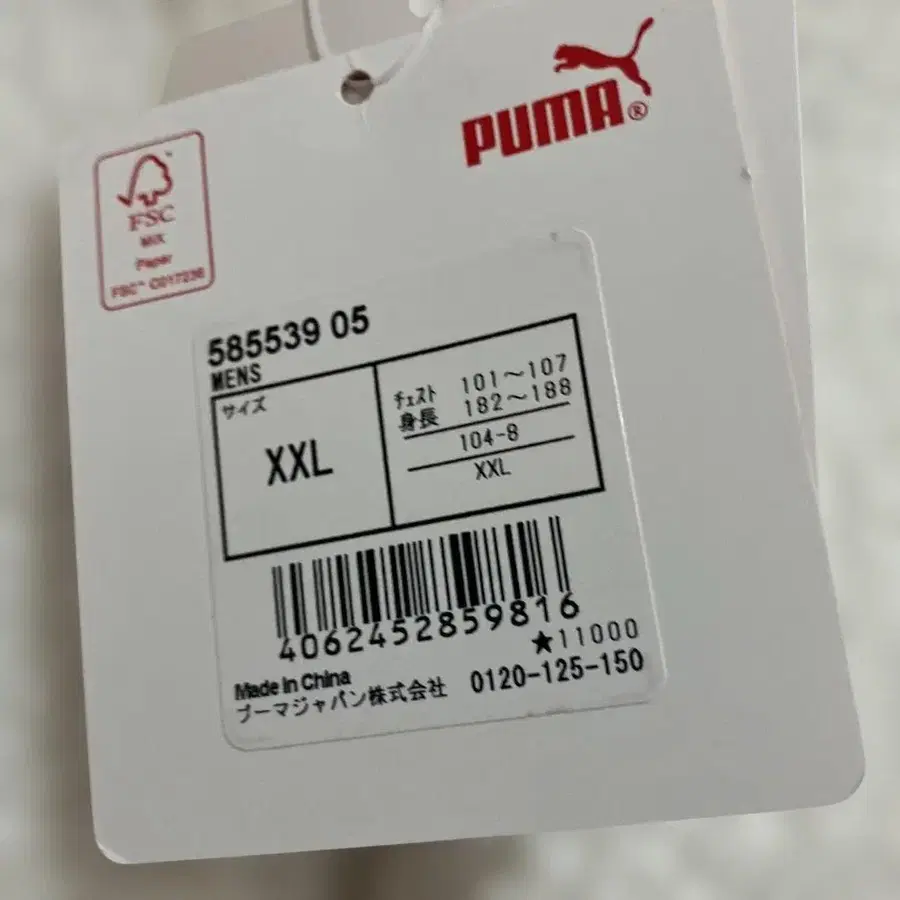 PUMA®
FSC
MIX
Paper
FSC™ C017236
585539 05
MENS
サイズ
XXL
チェスト 101～107
身長 182～188
104-8
XXL
4062452859816
★11000
Made in China
プーマジャパン株式会社 0120-125-150